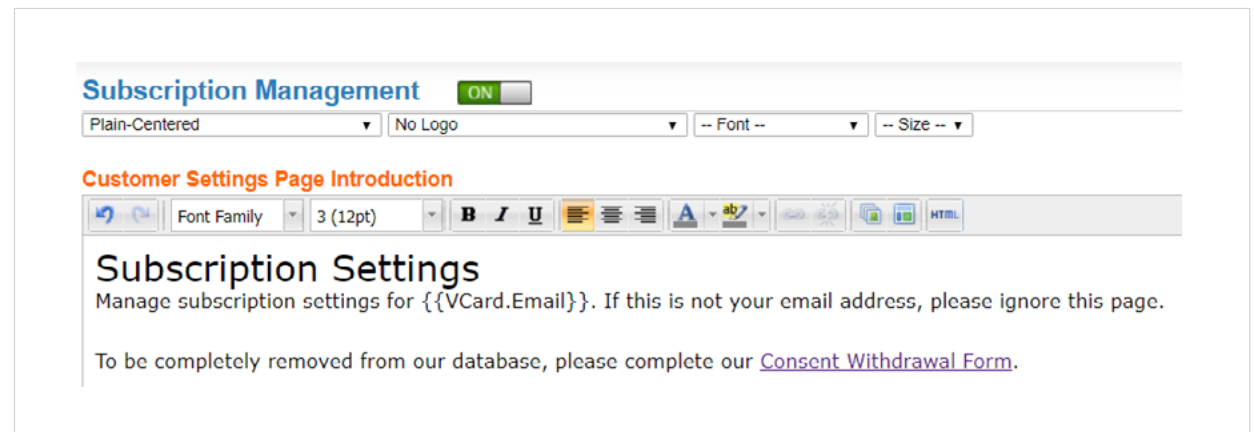 Subscription Management ON
Plain-Centered No Logo -- Font -- -- Size --
Customer Settings Page Introduction
Font Family 3 (12pt) B I U A ab HTML
Subscription Settings
Manage subscription settings for {{VCard.Email}}. If this is not your email address, please ignore this page.
To be completely removed from our database, please complete our Consent Withdrawal Form.